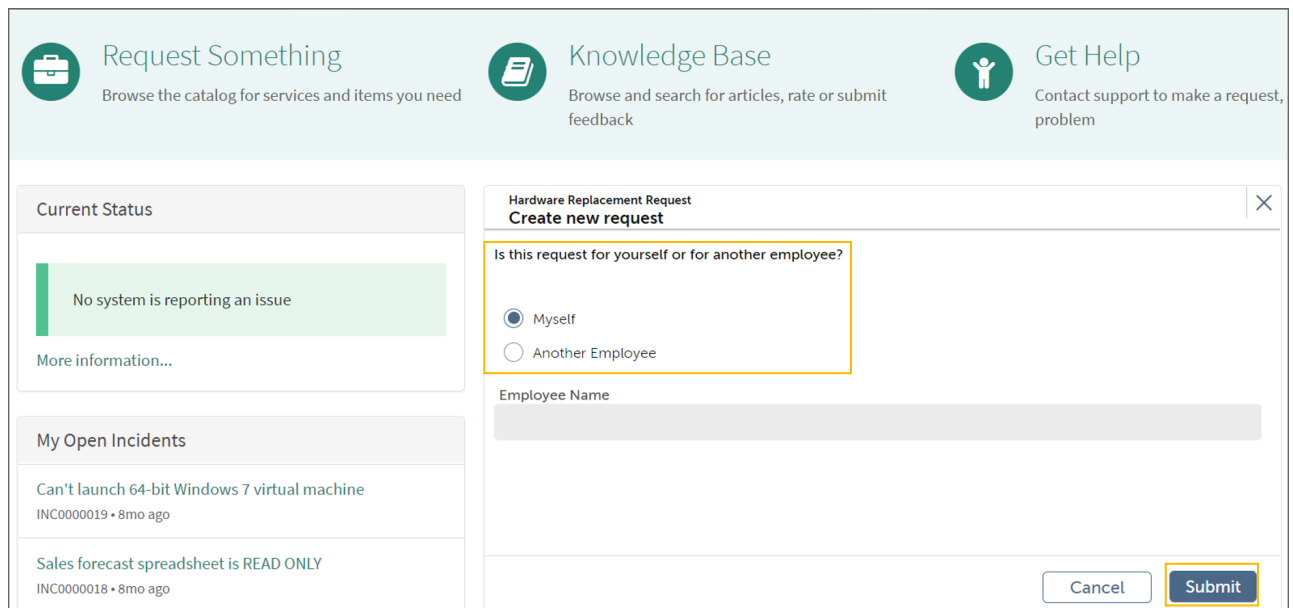 Request Something
Browse the catalog for services and items you need
Knowledge Base
Browse and search for articles, rate or submit
feedback
Get Help
Contact support to make a request,
problem
Current Status
No system is reporting an issue
More information...
My Open Incidents
Can't launch 64-bit Windows 7 virtual machine
INC0000019 • 8mo ago
Sales forecast spreadsheet is READ ONLY
INC0000018 • 8mo ago
Hardware Replacement Request
Create new request
Is this request for yourself or for another employee?
Myself
Another Employee
Employee Name
Cancel
Submit